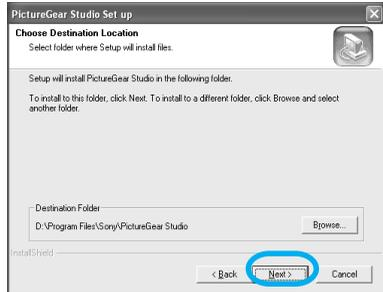 PictureGear Studio Set up
Choose Destination Location
Select folder where Setup will install files.
Setup will install PictureGear Studio in the following folder.
To install to this folder, click Next. To install to a different folder, click Browse and select
another folder.
Destination Folder
D:\Program Files\Sony\PictureGear Studio
Browse...
InstallShield
< Back
Next >
Cancel